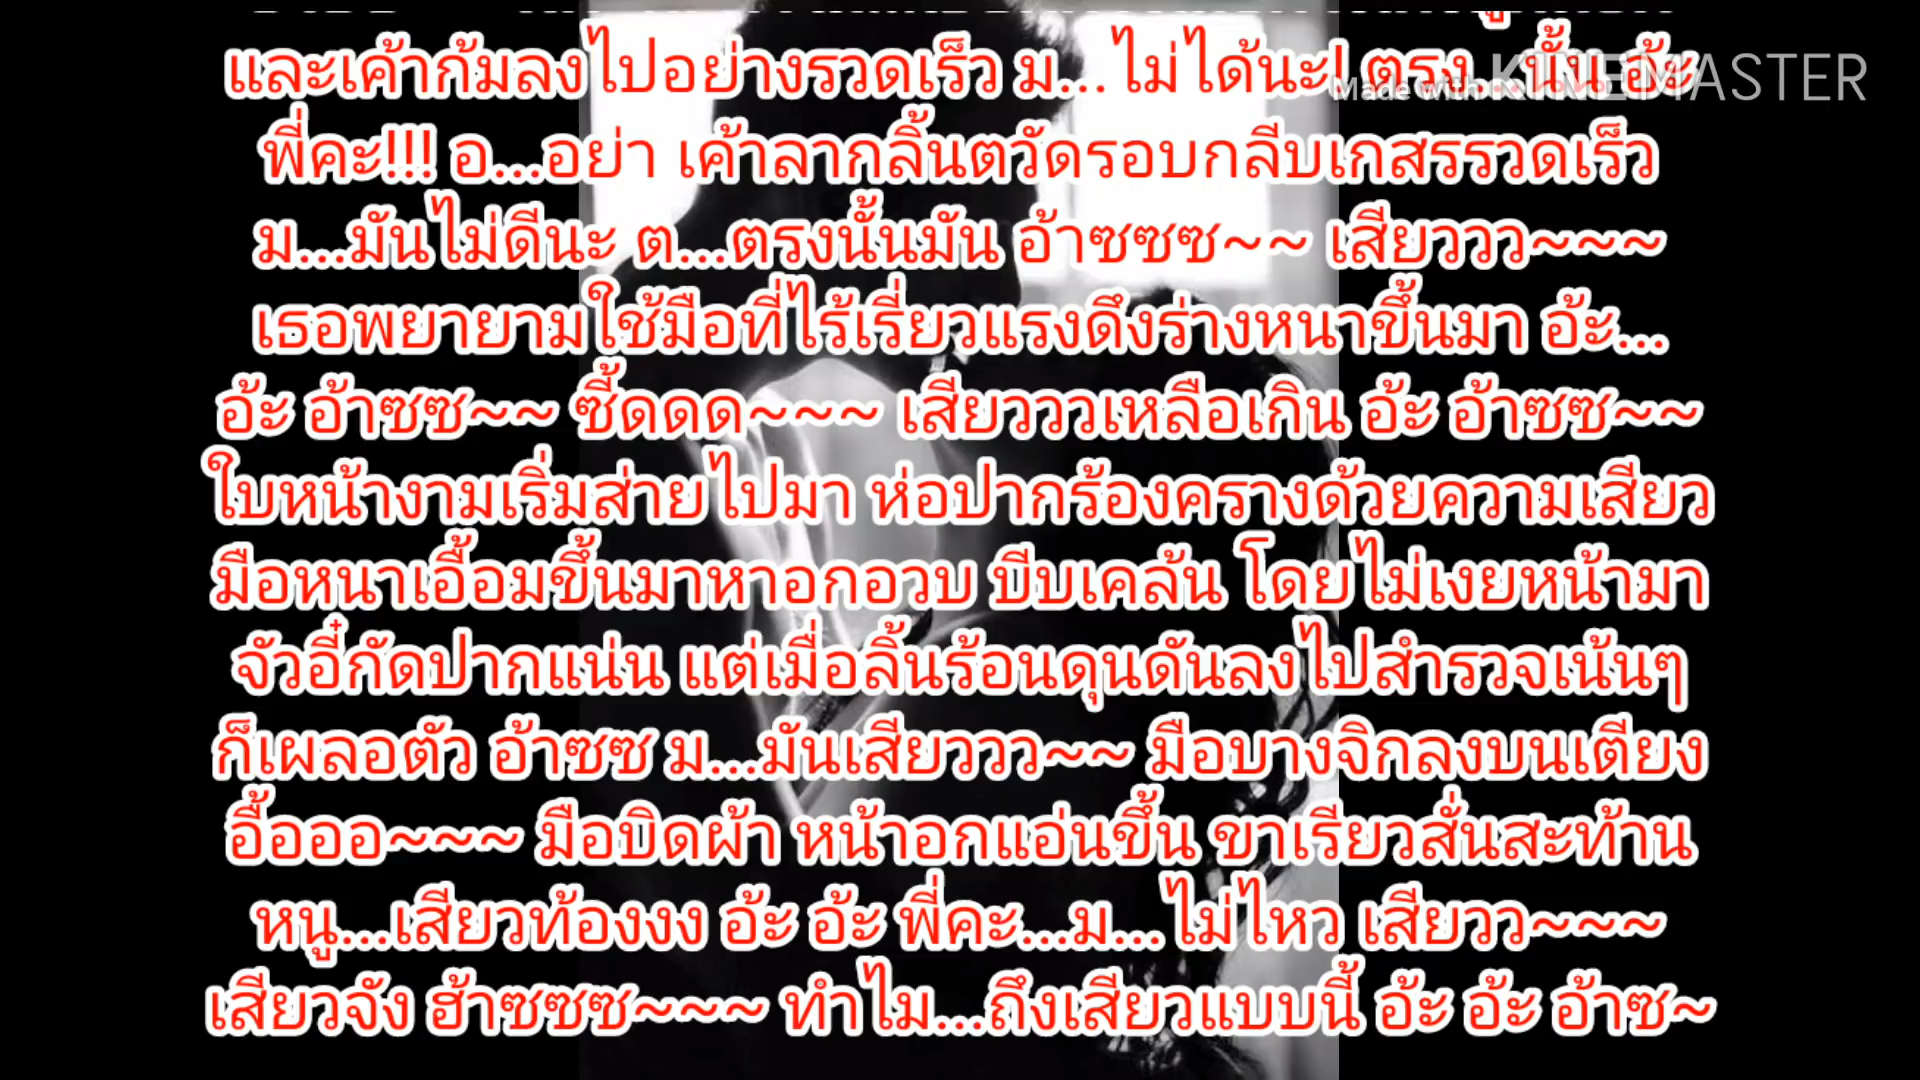 และเค้าก้มลงไปอย่างรวดเร็ว ม...ไม่ได้นะ! ตรง...นั้น อ้ะ
Made with KINEMASTER
พี่คะ!!! อ...อย่า เค้าลากลิ้นตวัดรอบกลีบเกสรรวดเร็ว
ม...มันไม่ดีนะ ต...ตรงนั้นมัน อ้าซซซ~~ เสียววว~~~
เธอพยายามใช้มือที่ไร้เรี่ยวแรงดึงร่างหนาขึ้นมา อ้ะ...
อ้ะ อ้าซซ~~ ซี้ดดด~~~ เสียวววเหลือเกิน อ้ะ อ้าซซ~~
ใบหน้างามเริ่มส่ายไปมา ห่อปากร้องครางด้วยความเสียว
มือหนาเอื้อมขึ้นมาหาอกอวบ บีบเคล้น โดยไม่เงยหน้ามา
จัวอี๋กัดปากแน่น แต่เมื่อลิ้นร้อนดุนดันลงไปสำรวจเน้นๆ
ก็เผลอตัว อ้าซซ ม...มันเสียววว~~ มือบางจิกลงบนเตียง
อื้อออ~~~ มือบิดผ้า หน้าอกแอ่นขึ้น ขาเรียวสั่นสะท้าน
หนู...เสียวท้องงง อ้ะ อ้ะ พี่คะ...ม...ไม่ไหว เสียวว~~~
เสียวจัง ฮ้าซซซ~~~ ทำไม...ถึงเสียวแบบนี้ อ้ะ อ้ะ อ้าซ~